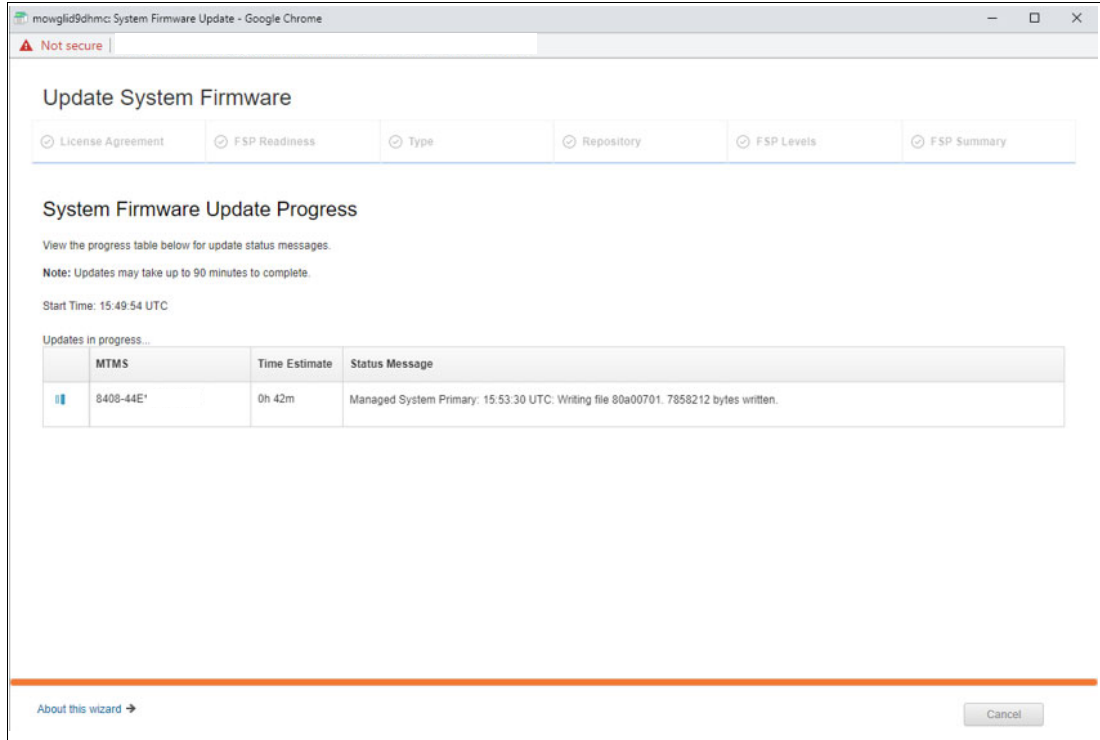 mowglid9dhmc: System Firmware Update - Google Chrome
Not secure
Update System Firmware
License Agreement FSP Readiness Type Repository FSP Levels FSP Summary
System Firmware Update Progress
View the progress table below for update status messages.
Note: Updates may take up to 90 minutes to complete.
Start Time: 15:49:54 UTC
Updates in progress...
MTMS Time Estimate Status Message
8408-44E* 0h 42m Managed System Primary: 15:53:30 UTC: Writing file 80a00701. 7858212 bytes written.
About this wizard →
Cancel